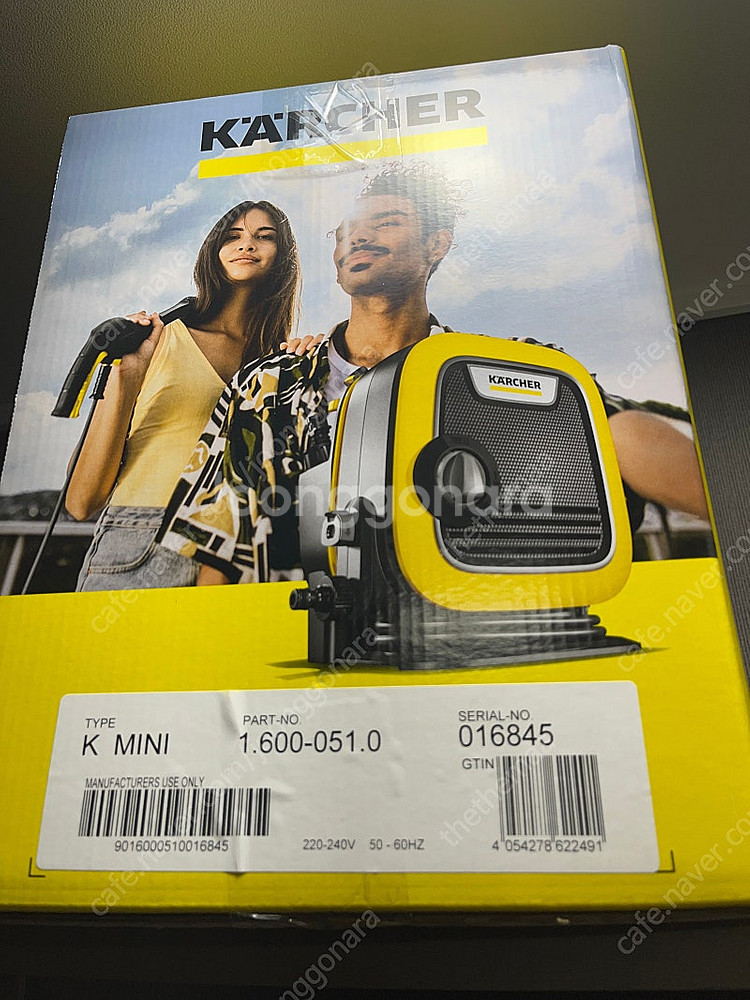 KÄRCHER
KÄRCHER
@songgonara
TYPE
K MINI
PART-NO.
1.600-051.0
SERIAL-NO.
016845
GTIN
MANUFACTURERS USE ONLY
9016000510016845
220-240V 50 - 60HZ
4 054278 622491